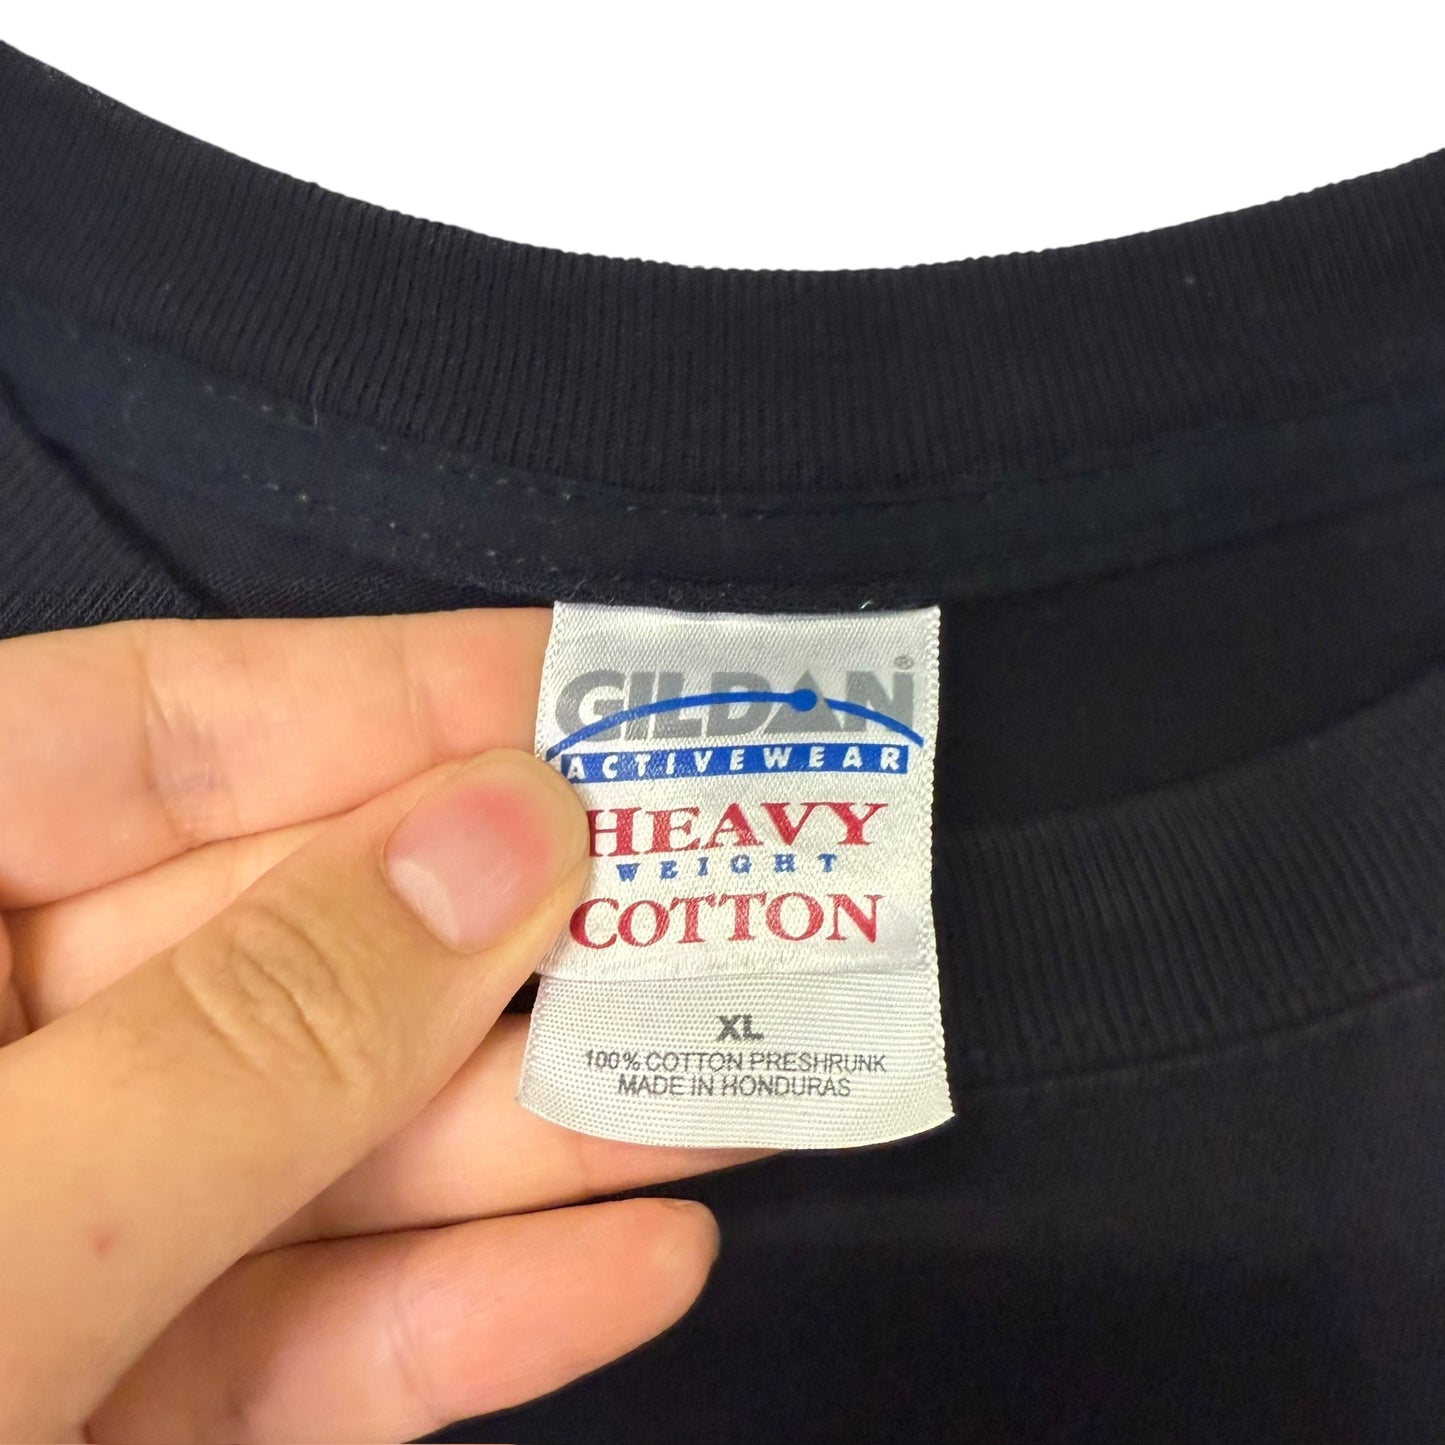 GILDAN®
ACTIVEWEAR
HEAVY
WEIGHT
COTTON
XL
100% COTTON PRESHRUNK
MADE IN HONDURAS